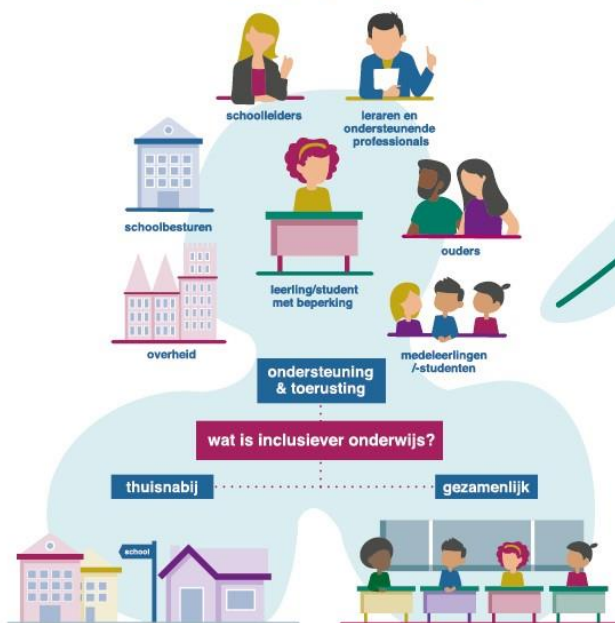 schoolleiders
leraren en
ondersteunende
professionals
schoolbesturen
ouders
leerling/student
met beperking
overheid
medeleerlingen
/-studenten
ondersteuning
& toerusting
wat is inclusiever onderwijs?
thuisnabij
gezamenlijk
school